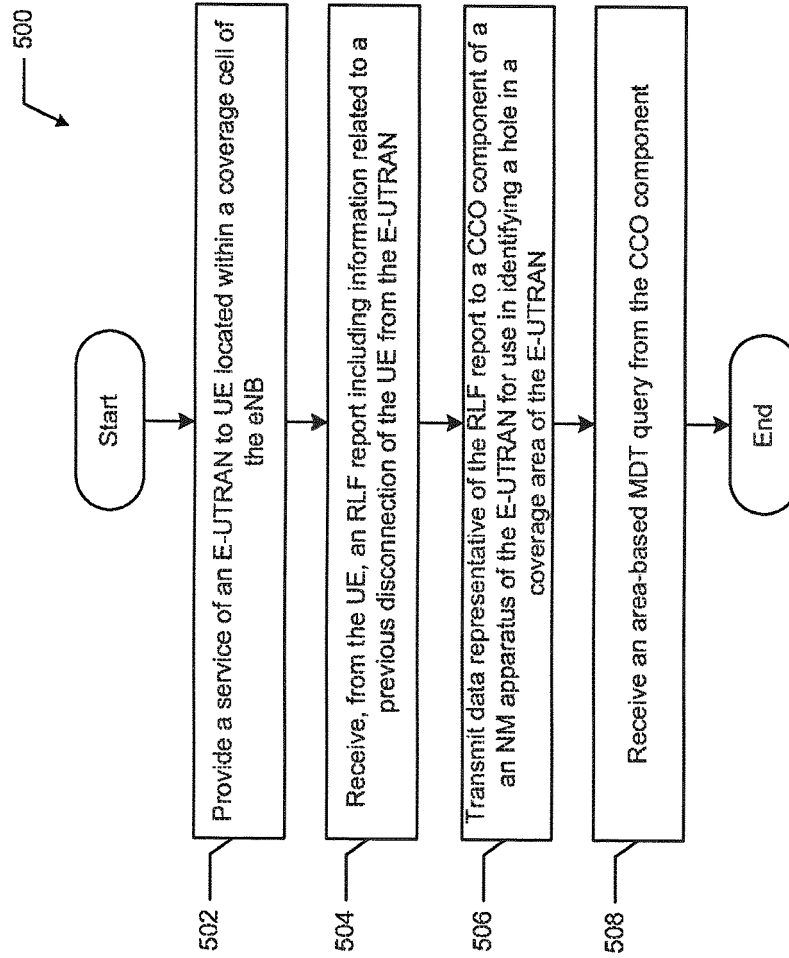 500
Start
502
Provide a service of an E-UTRAN to UE located within a coverage cell of
the eNB
504
Receive, from the UE, an RLF report including information related to a
previous disconnection of the UE from the E-UTRAN
506
Transmit data representative of the RLF report to a CCO component of a
an NM apparatus of the E-UTRAN for use in identifying a hole in a
coverage area of the E-UTRAN
508
Receive an area-based MDT query from the CCO component
End